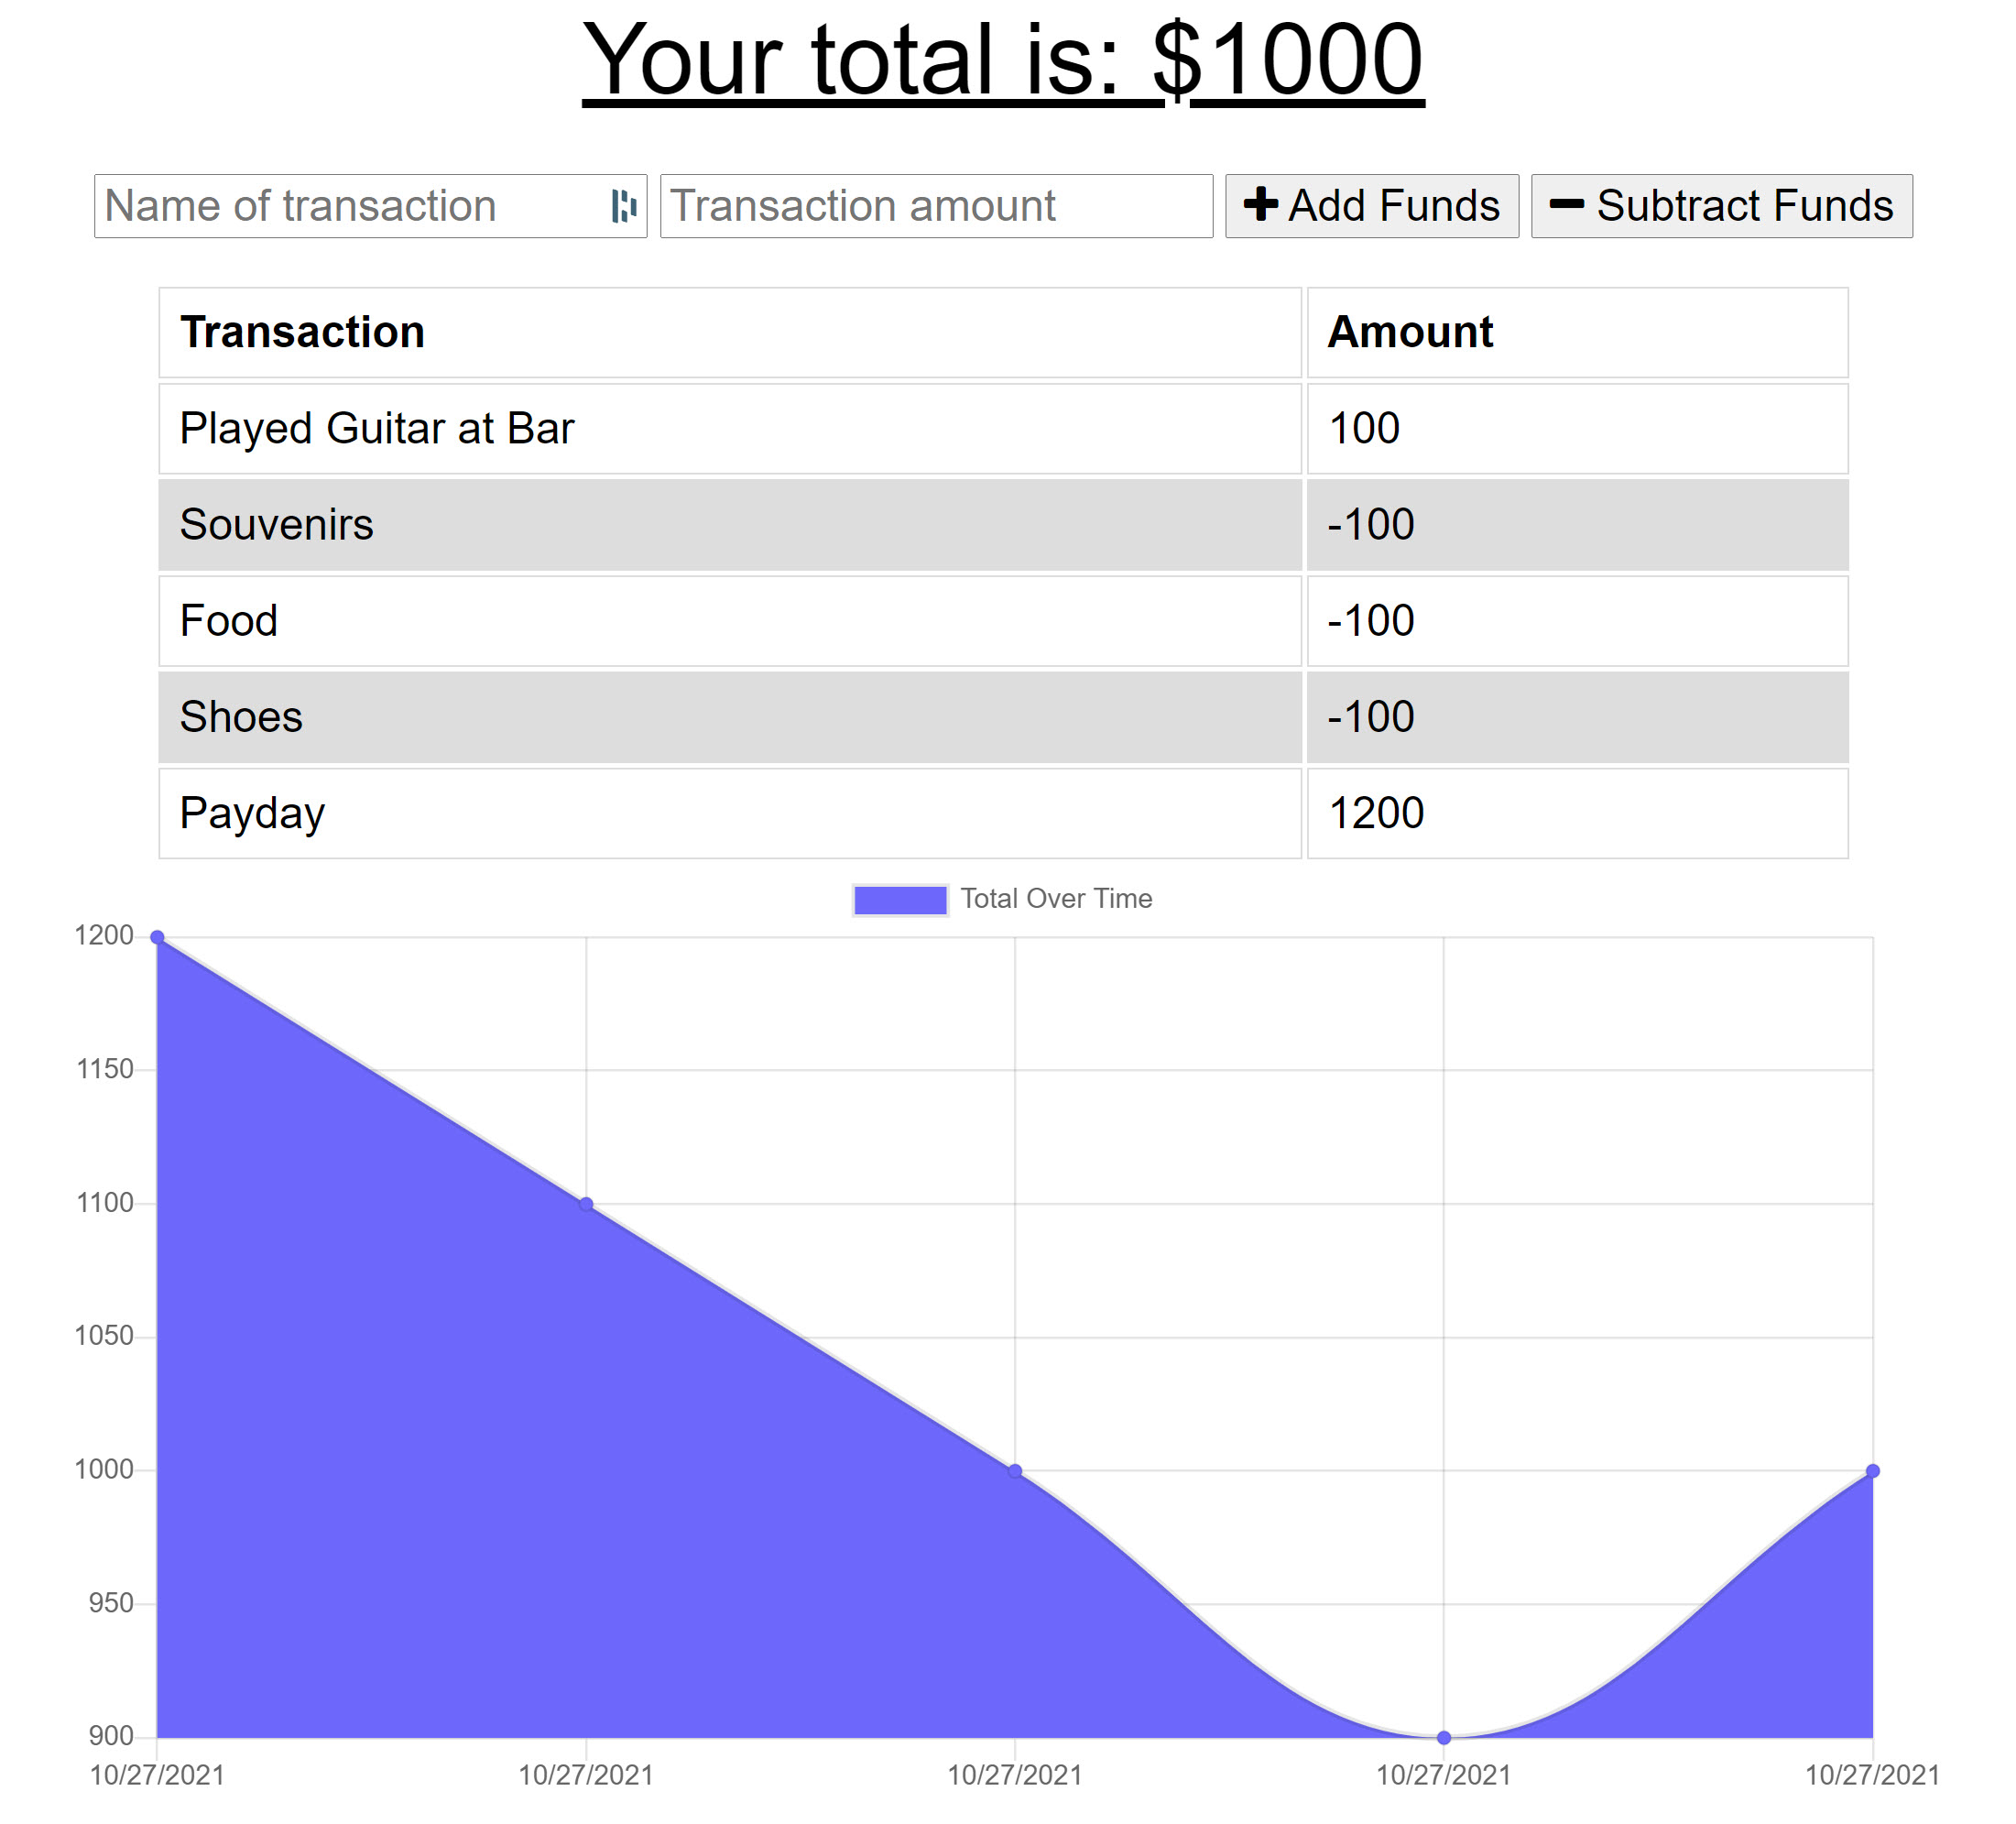 Your total is: $1000
Name of transaction Transaction amount Add Funds Subtract Funds
Transaction Amount
Played Guitar at Bar 100
Souvenirs -100
Food -100
Shoes -100
Payday 1200
Total Over Time
1200
1150
1100
1050
1000
950
900
10/27/2021 10/27/2021 10/27/2021 10/27/2021 10/27/2021